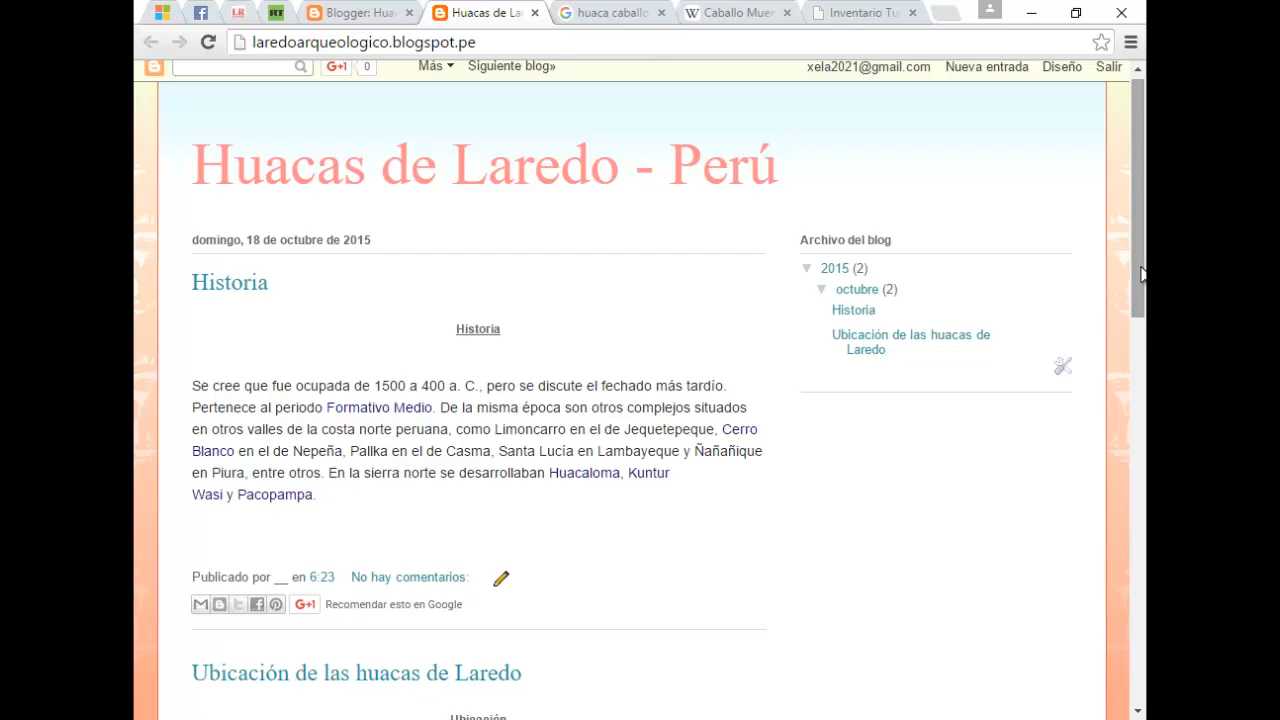 LR
RT
Blogger: Hua
Huacas de La
huaca caballo
Caballo Muer
Inventario Tu
laredoarqueologico.blogspot.pe
G+1 0 Más Siguiente blog» xela2021@gmail.com Nueva entrada Diseño Salir
Huacas de Laredo - Perú
domingo, 18 de octubre de 2015
Historia
Historia
Se cree que fue ocupada de 1500 a 400 a. C., pero se discute el fechado más tardío.
Pertenece al periodo Formativo Medio. De la misma época son otros complejos situados
en otros valles de la costa norte peruana, como Limoncarro en el de Jequetepeque, Cerro
Blanco en el de Nepeña, Pallka en el de Casma, Santa Lucía en Lambayeque y Ñañañique
en Piura, entre otros. En la sierra norte se desarrollaban Huacaloma, Kuntur
Wasi y Pacopampa.
Publicado por __ en 6:23 No hay comentarios:
G+1 Recomendar esto en Google
Ubicación de las huacas de Laredo
Ubicación
Archivo del blog
▼ 2015 (2)
▼ octubre (2)
Historia
Ubicación de las huacas de
Laredo